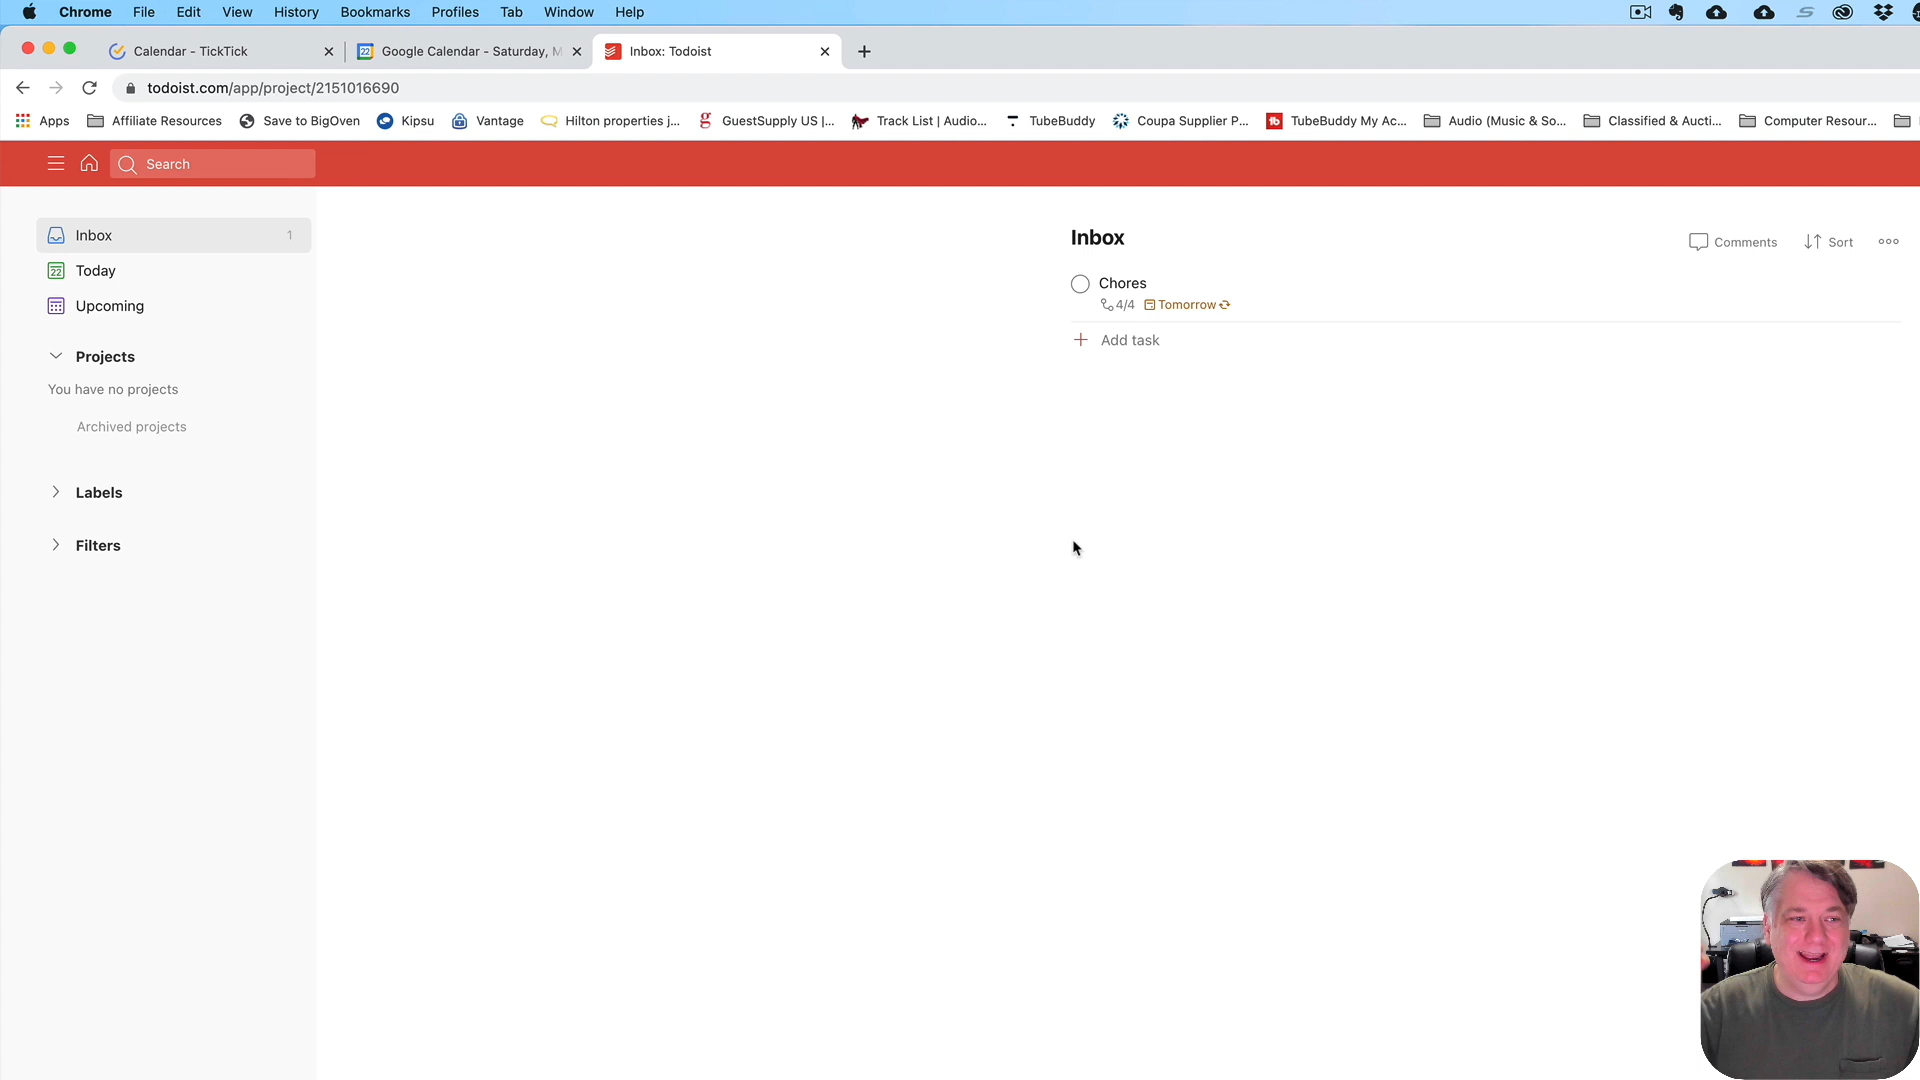 Chrome File Edit View History Bookmarks Profiles Tab Window Help
Calendar - TickTick Google Calendar - Saturday, M Inbox: Todoist
todoist.com/app/project/2151016690
Apps Affiliate Resources Save to BigOven Kipsu Vantage Hilton properties j... GuestSupply US |... Track List | Audio... TubeBuddy Coupa Supplier P... TubeBuddy My Ac... Audio (Music & So... Classified & Aucti... Computer Resour...
Search
Inbox 1
22 Today
Upcoming
Projects
You have no projects
Archived projects
Labels
Filters
Inbox
Comments Sort
Chores
4/4 Tomorrow
Add task